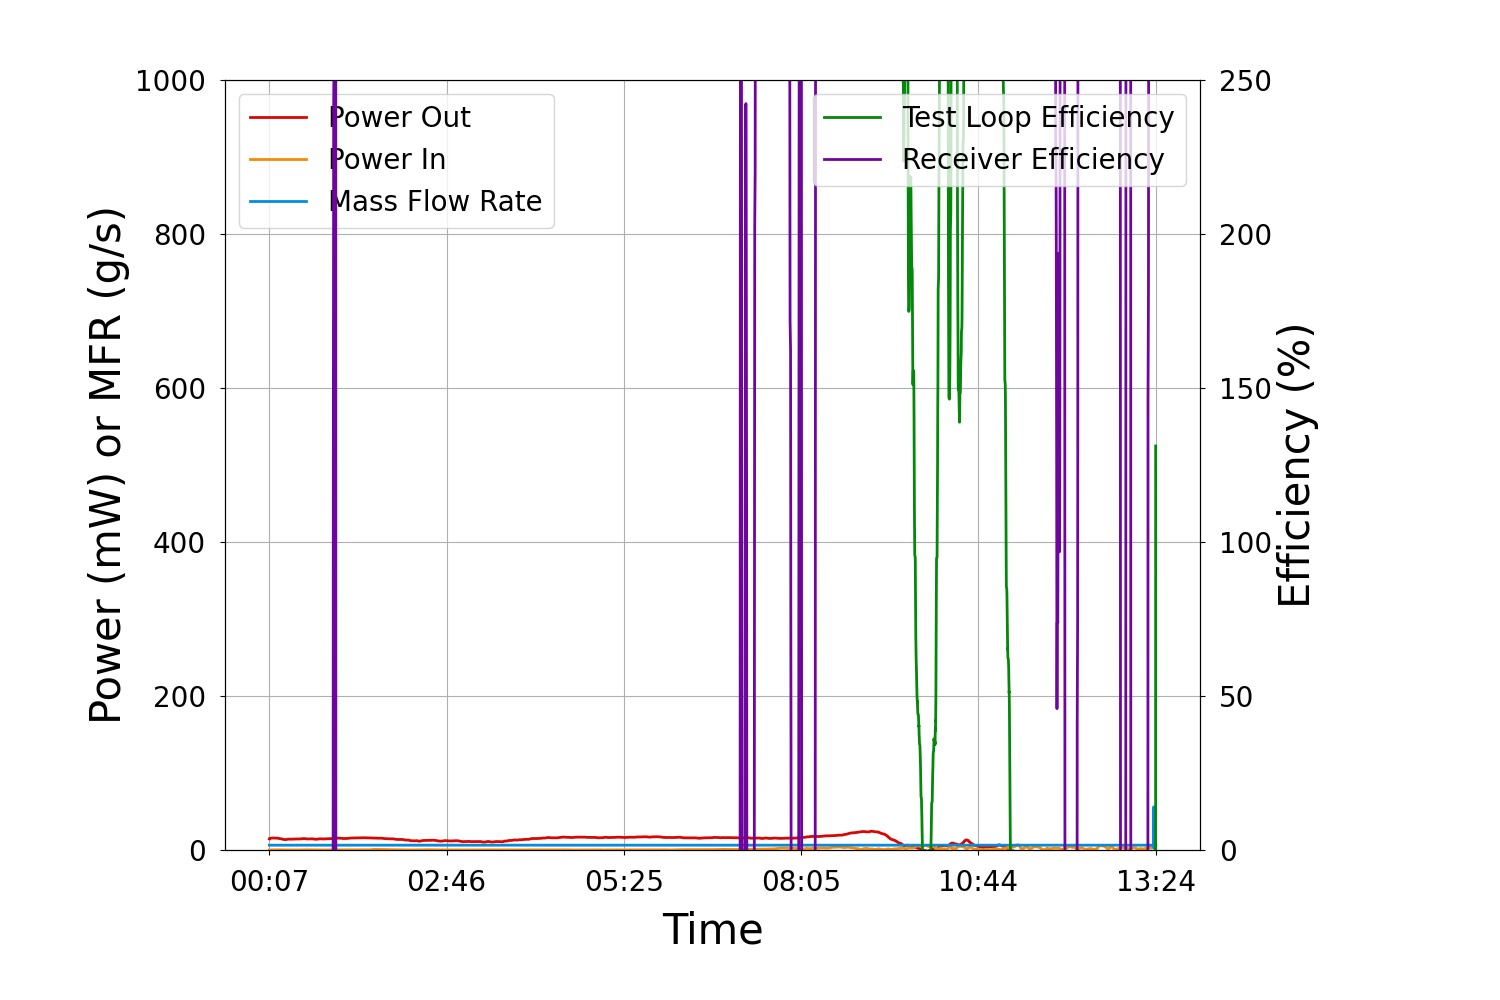 1000
800
600
400
200
0
Power (mW) or MFR (g/s)
Power Out
Power In
Mass Flow Rate
Test Loop Efficiency
Receiver Efficiency
250
200
150
100
50
0
Efficiency (%)
00:07 02:46 05:25 08:05 10:44 13:24
Time